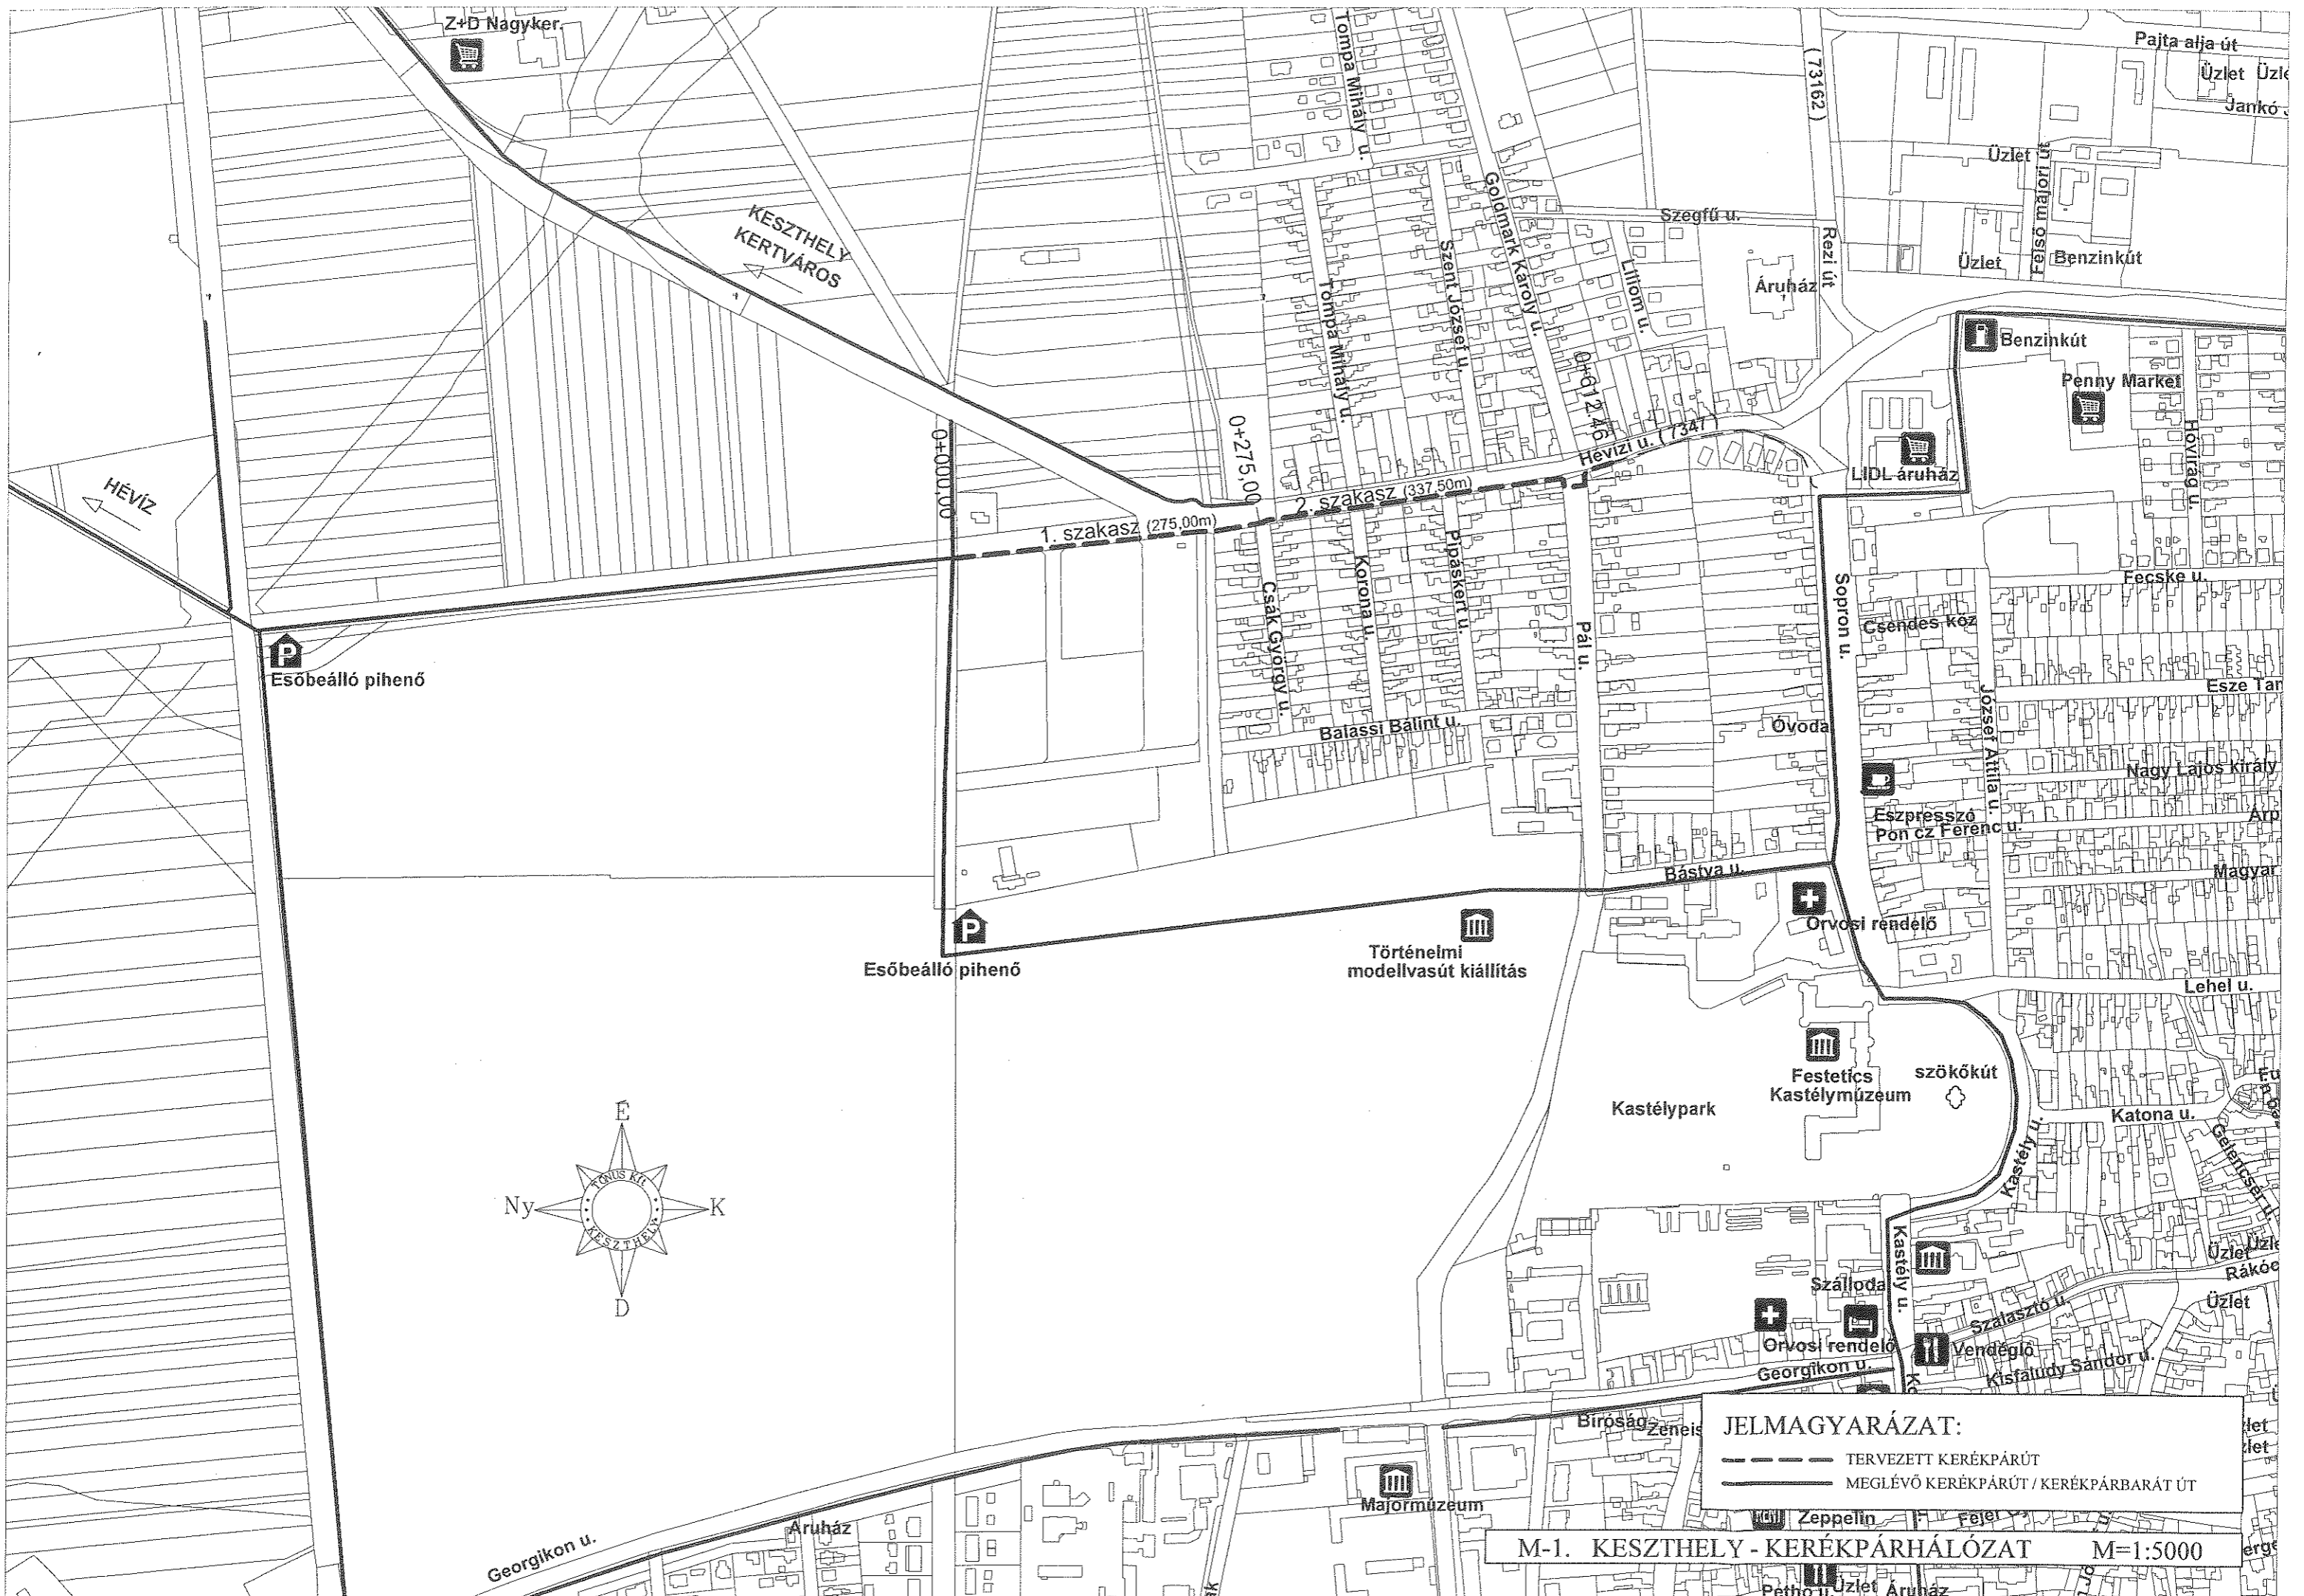 Z+D Nagyker.
Tompa Mihály u.
( 73162 )
Pajta alja út
Üzlet
Jankó
Üzlet
Felső majori út
Goldmark Károly u.
Szegfű u.
KESZTHELY
KERTVÁROS
Szent József u.
Liliom u.
Rezi út
Áruház
Üzlet
Benzinkút
Tompa Mihály u.
Benzinkút
Penny Market
0+612.46
Hóvirág u.
0+000,00
0+275,00
Hévízi u. ( 7347 )
LIDL áruház
HÉVÍZ
1. szakasz (275,00m)
2. szakasz (337,50m)
Csák György u.
Korona u.
Pipáskert u.
Pál u.
Sopron u.
Fecske u.
Csendes köz
Esőbeálló pihenő
József Attila u.
Balassi Bálint u.
Óvoda
Nagy Lajos király
Eszpresszó
Pon cz Ferenc u.
Magyar
Bástya u.
P
Orvosi rendelő
Történelmi
modellvasút kiállítás
Esőbeálló pihenő
Lehel u.
Festetics
Kastélymúzeum
szökőkút
Kastélypark
Katona u.
Gelencsér u.
Kastély u.
É
Ny
K
D
TÓNUS Kft.
KESZTHELY
Kastély u.
Üzlet
Szálloda
Szalasztó u.
Üzlet
Orvosi rendelő
Vendéglő
Georgikon u.
Kisfaludy Sándor u.
Bíróság
JELMAGYARÁZAT:
TERVEZETT KERÉKPÁRÚT
MEGLÉVŐ KERÉKPÁRÚT / KERÉKPÁRBARÁT ÚT
Majormúzeum
Áruház
Georgikon u.
Zeppelin
M-1. KESZTHELY - KERÉKPÁRHÁLÓZAT M=1:5000
Üzlet
Áruház